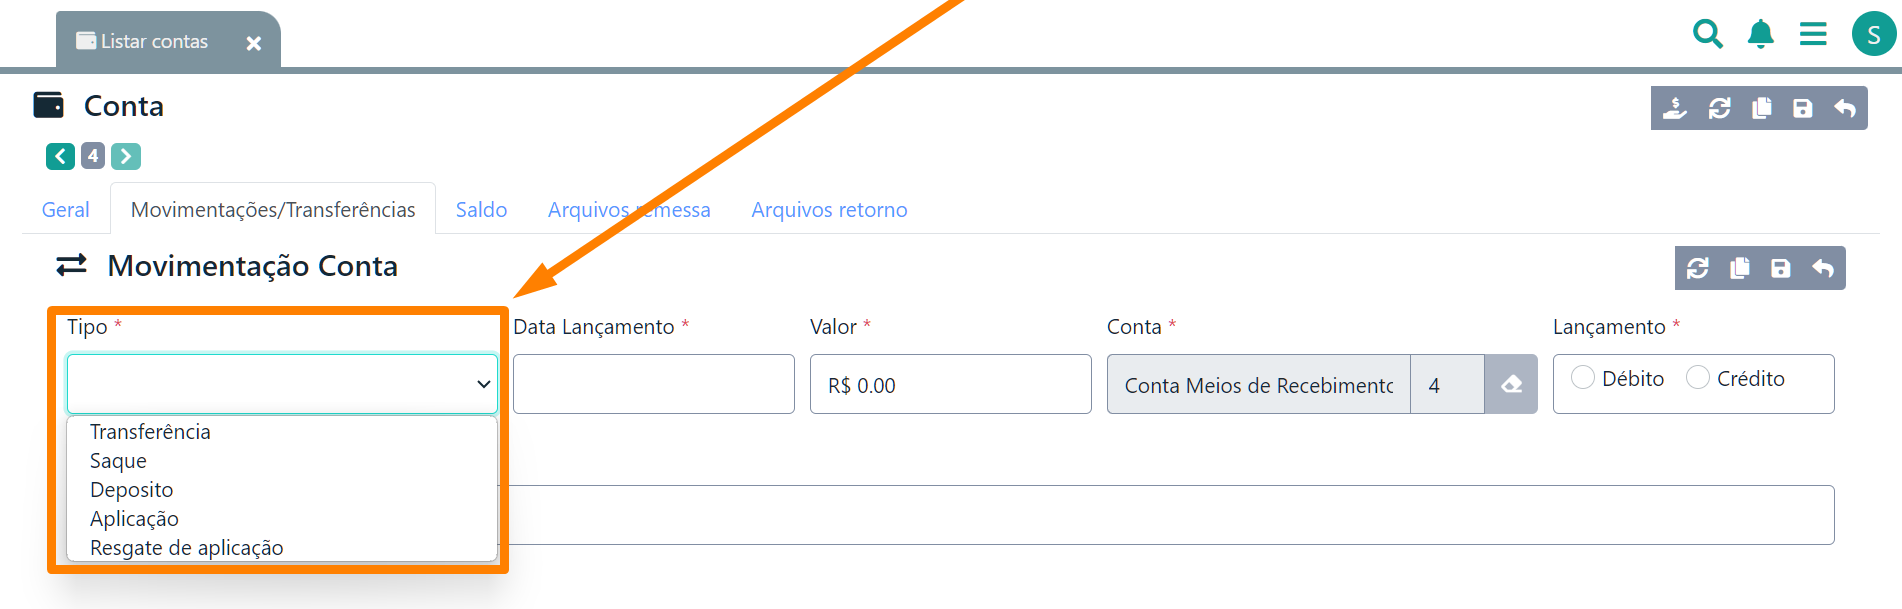 Listar contas
S
Conta
4
Geral Movimentações/Transferências Saldo Arquivos remessa Arquivos retorno
Movimentação Conta
Tipo * Data Lançamento * Valor * Conta * Lançamento *
R$ 0.00 Conta Meios de Recebimento 4 Débito Crédito
Transferência
Saque
Deposito
Aplicação
Resgate de aplicação